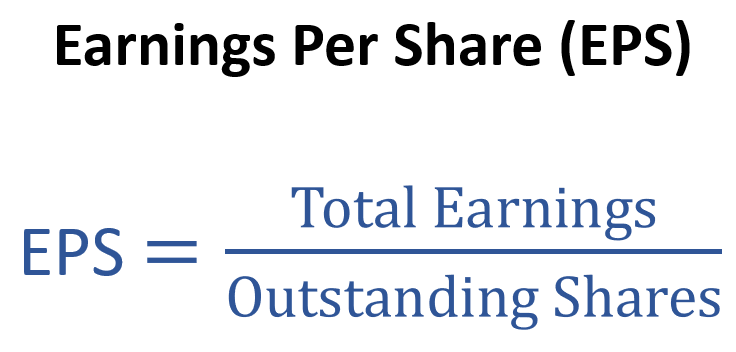 Earnings Per Share (EPS)
Total Earnings
EPS =
Outstanding Shares